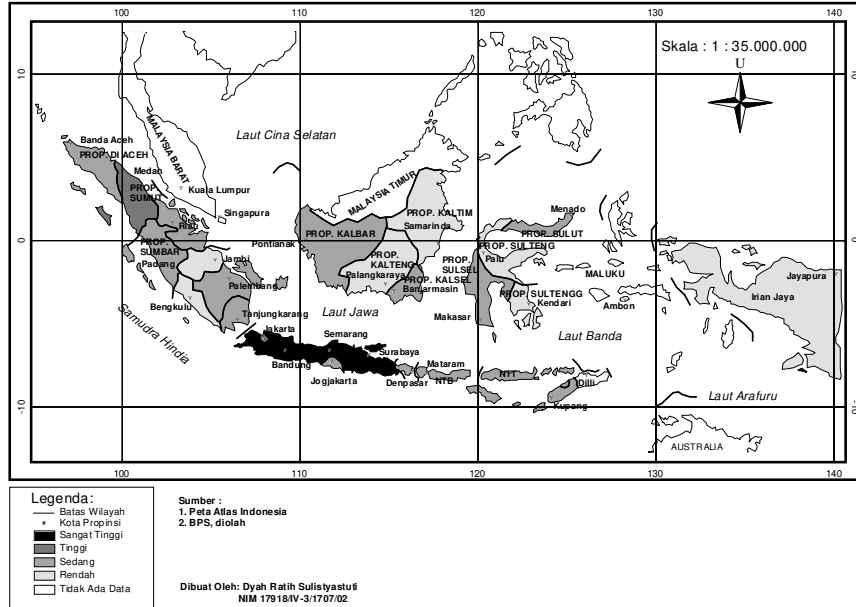 100 110 120 130 140
Skala : 1 : 35.000.000
U
10
0
-10
0
Banda Aceh
PROP. DI ACEH
Medan
PROP. SUMUT
MALAYSIA BARAT
Kuala Lumpur
Singapura
Laut Cina Selatan
MALAYSIA TIMUR
Riau
PROP. SUMBAR
Padang
Jambi
Palembang
Bengkulu
Tanjungkarang
Samudra Hindia
Pontianak
PROP. KALBAR
PROP. KALTIM
Samarinda
PROP. KALTENG
Palangkaraya
PROP. KALSEL
Banjarmasin
Menado
PROP. SULUT
PROP. SULTENG
Palu
PROP. SULSEL
PROP. SULTENGG
Kendari
Makasar
MALUKU
Ambon
Jayapura
Irian Jaya
Laut Jawa
Laut Banda
Jakarta
Semarang
Surabaya
Bandung
Jogjakarta
Denpasar
Mataram
NTB
NTT
Dilli
Kupang
Laut Arafuru
AUSTRALIA
100 110 120 130 140
Legenda:
Batas Wilayah
Kota Propinsi
Sangat Tinggi
Tinggi
Sedang
Rendah
Tidak Ada Data
Sumber :
1. Peta Atlas Indonesia
2. BPS, diolah
Dibuat Oleh: Dyah Ratih Sulistyastuti
NIM 17918/IV-3/1707/02